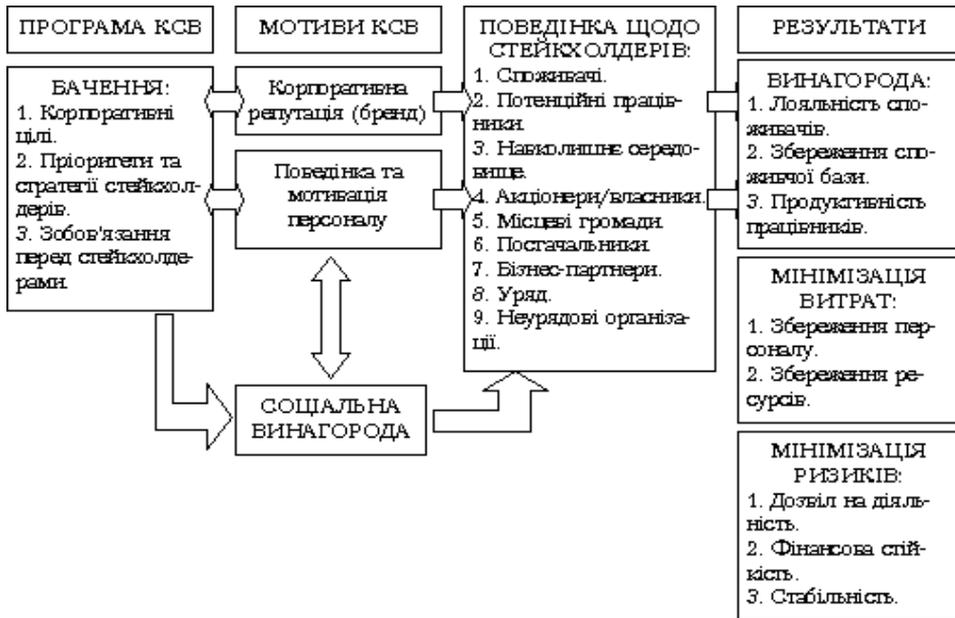 ПРОГРАМА КСВ
МОТИВИ КСВ
ПОВЕДІНКА ЩОДО
СТЕЙКХОЛДЕРІВ:
РЕЗУЛЬТАТИ
БАЧЕННЯ:
1. Корпоративні
цілі.
2. Пріоритети та
стратегії стейкхол-
дерів.
3. Зобов'язання
перед стейкхолде-
рами.
Корпоративна
репутація (бренд)
Поведінка та
мотивація
персоналу
СОЦІАЛЬНА
ВИНАГОРОДА
1. Споживачі.
2. Потенційні праців-
ники.
3. Навколишнє середо-
вище.
4. Акціонери/власники.
5. Місцеві громади.
6. Постачальники.
7. Бізнес-партнери.
8. Уряд.
9. Неурядові організа-
ції.
ВИНАГОРОДА:
1. Лояльність спо-
живачів.
2. Збереження спо-
живчої бази.
3. Продуктивність
працівників.
МІНІМІЗАЦІЯ
ВИТРАТ:
1. Збереження пер-
соналу.
2. Збереження ре-
сурсів.
МІНІМІЗАЦІЯ
РИЗИКІВ:
1. Дозвіл на діяль-
ність.
2. Фінансова стій-
кість.
3. Стабільність.